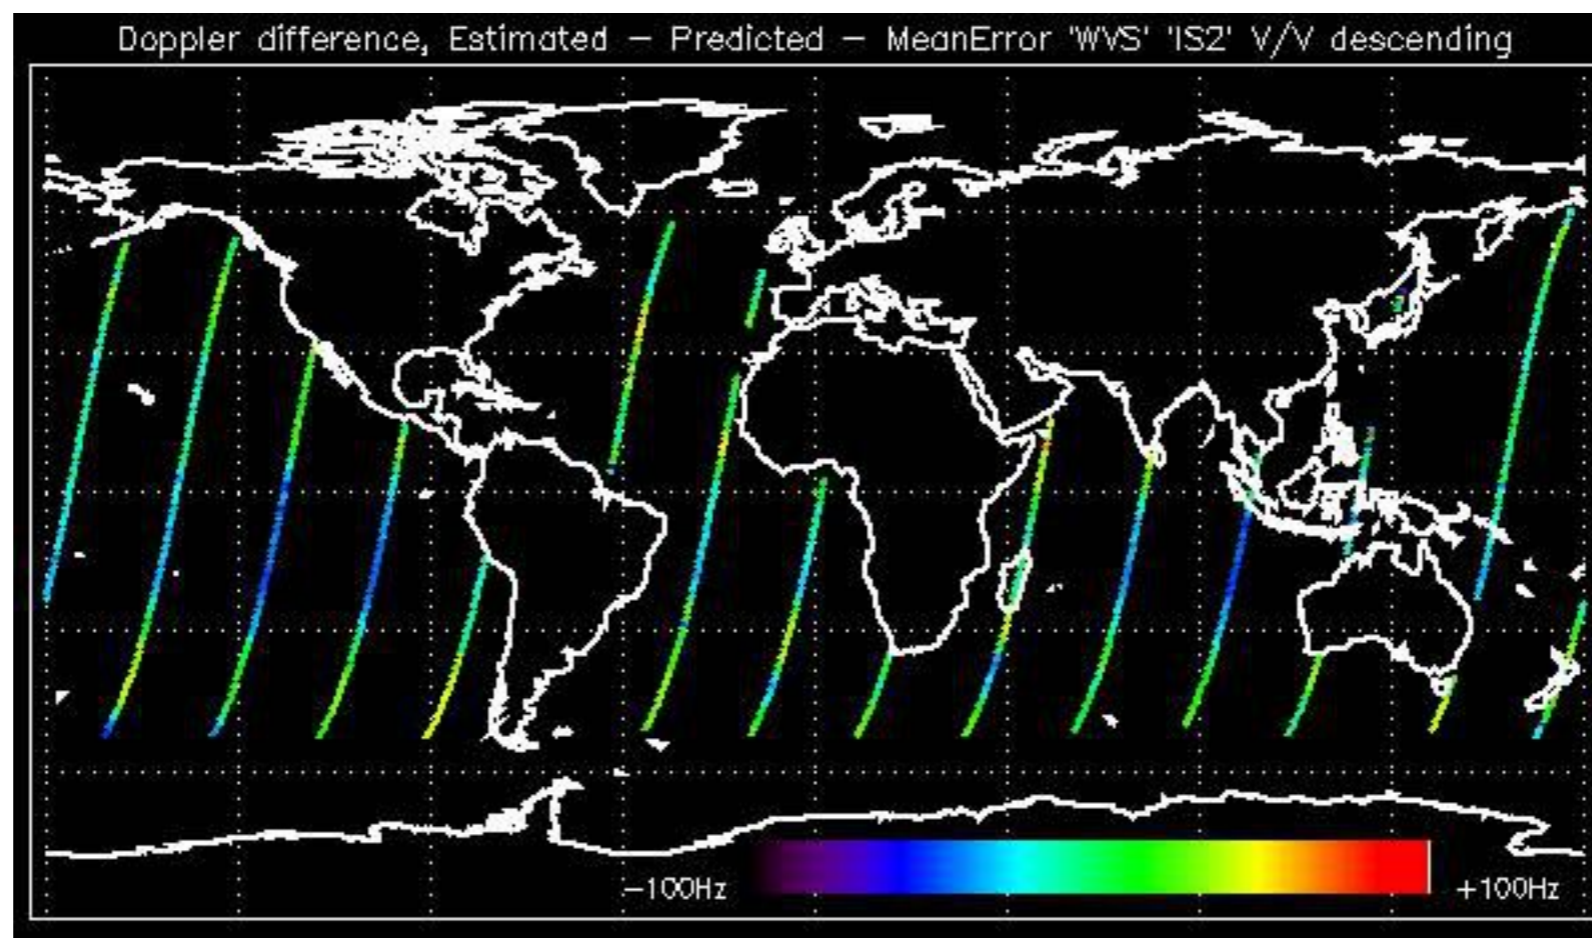 Doppler difference, Estimated – Predicted – MeanError 'WVS' 'IS2' V/V descending
–100Hz +100Hz